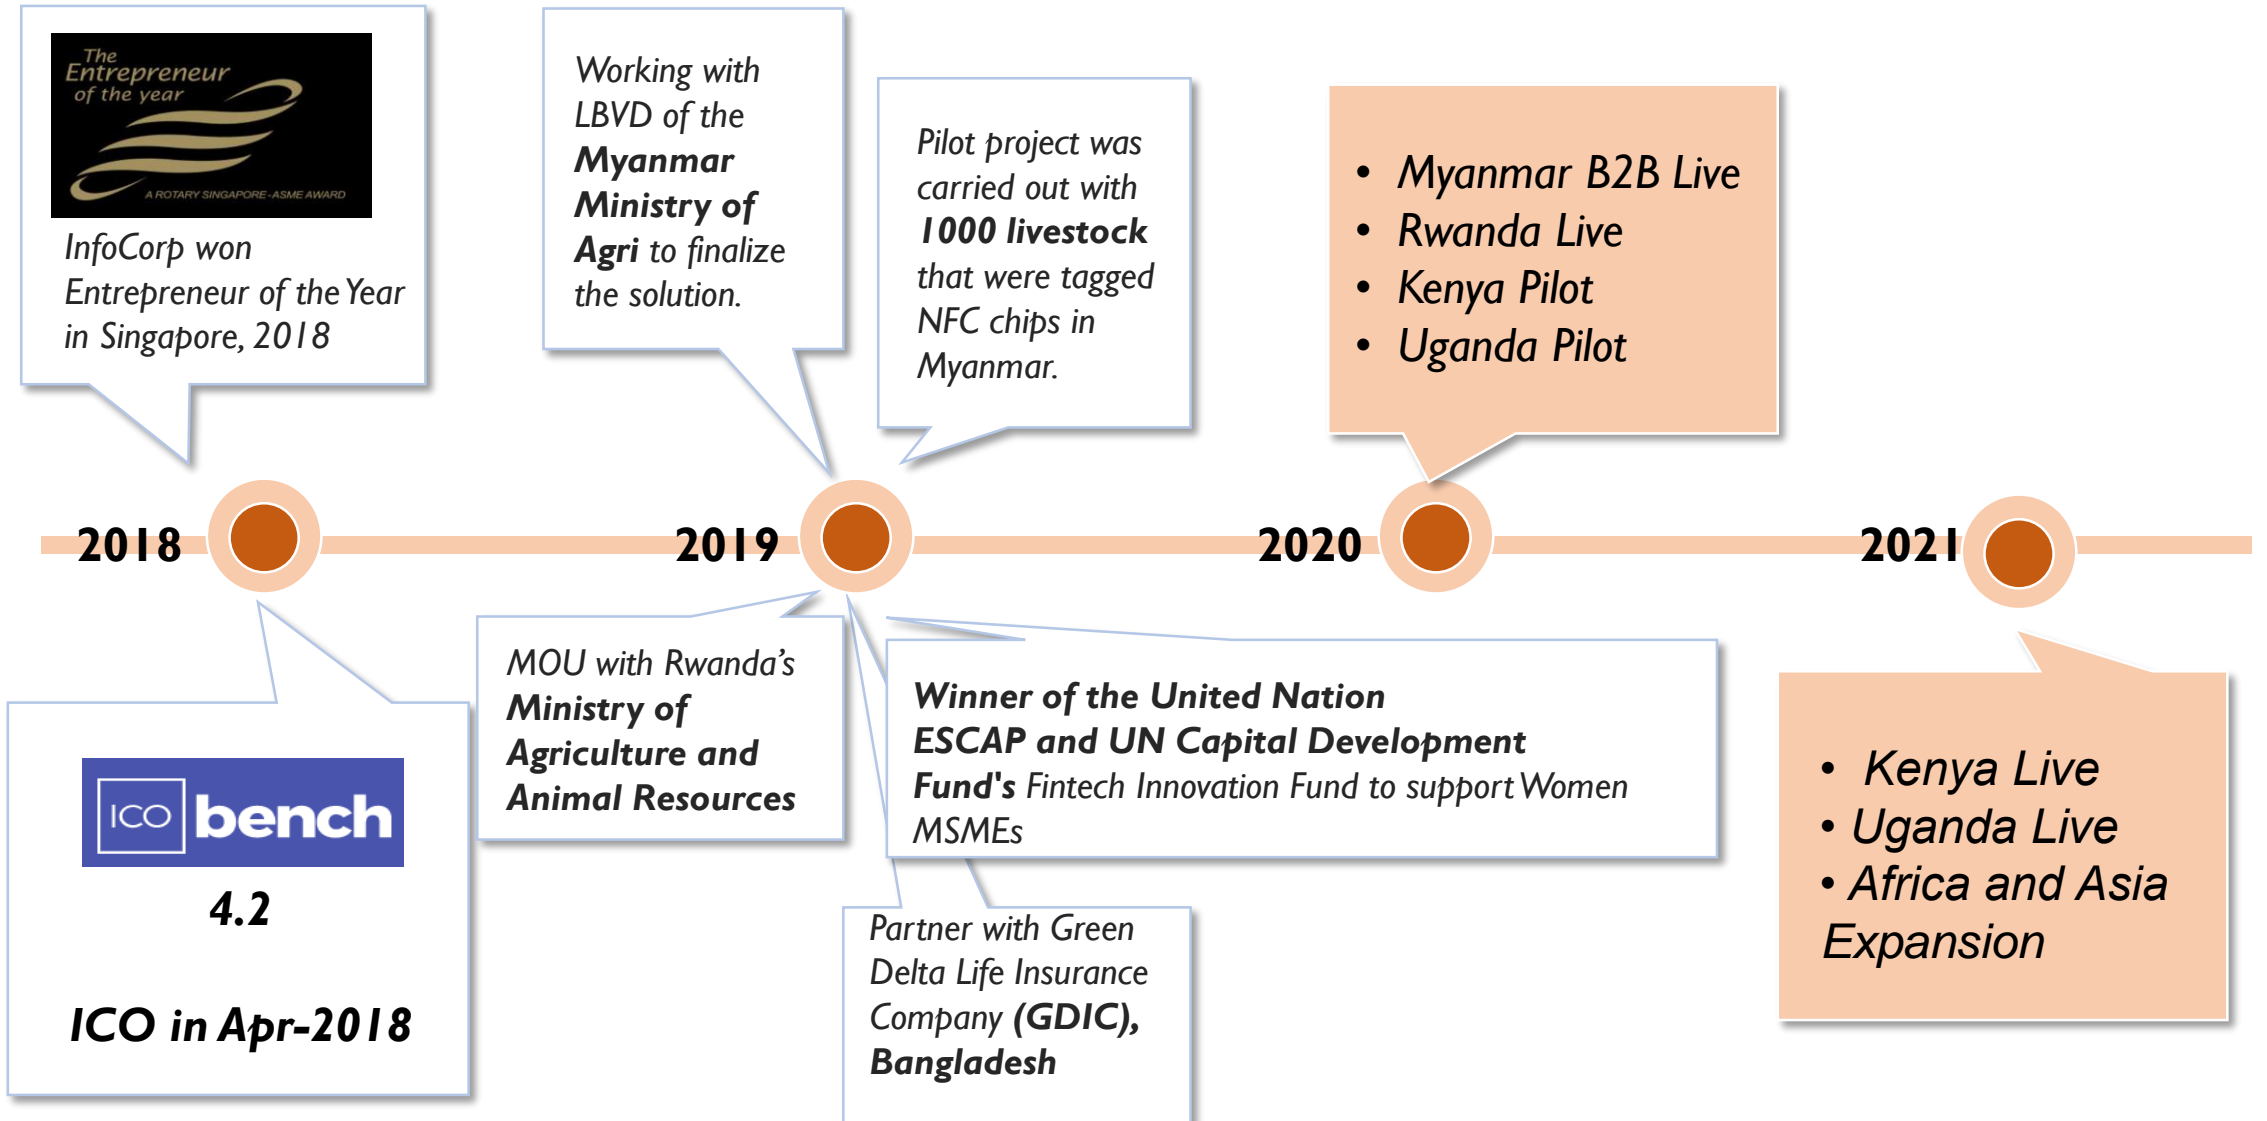 The
Entrepreneur
of the year
A ROTARY SINGAPORE-ASME AWARD
InfoCorp won
Entrepreneur of the Year
in Singapore, 2018
Working with
LBVD of the
Myanmar
Ministry of
Agri to finalize
the solution.
Pilot project was
carried out with
1000 livestock
that were tagged
NFC chips in
Myanmar.
• Myanmar B2B Live
• Rwanda Live
• Kenya Pilot
• Uganda Pilot
2018
2019
2020
2021
ICO bench
4.2
ICO in Apr-2018
MOU with Rwanda’s
Ministry of
Agriculture and
Animal Resources
Winner of the United Nation
ESCAP and UN Capital Development
Fund's Fintech Innovation Fund to support Women
MSMEs
Partner with Green
Delta Life Insurance
Company (GDIC),
Bangladesh
• Kenya Live
• Uganda Live
• Africa and Asia
Expansion